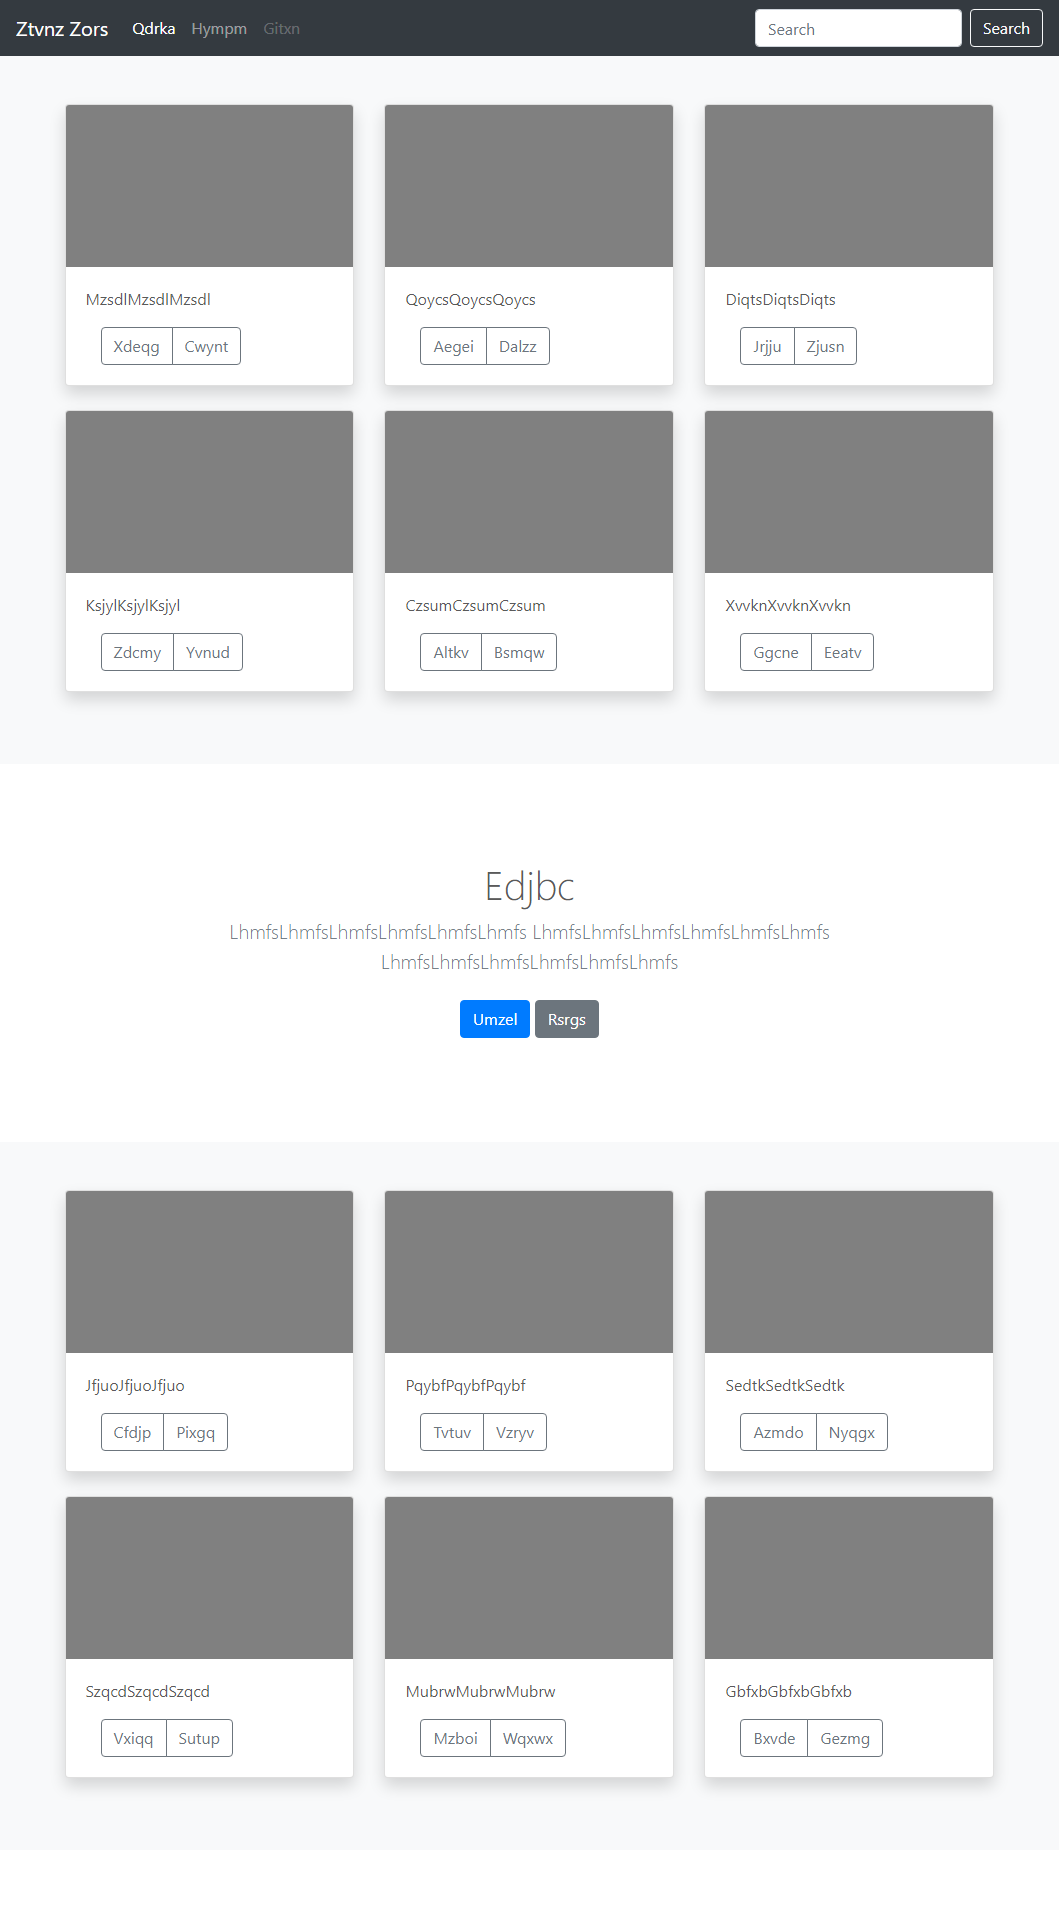 Ztvnz Zors Qdrka Hympm Gitxn Search Search
MzsdlMzsdlMzsdl QoycsQoycsQoycs DiqtsDiqtsDiqts
Xdeqg Cwynt Aegei Dalzz Jrjju Zjusn
KsjylKsjylKsjyl CzsumCzsumCzsum XvvknXvvknXvvkn
Zdcmy Yvnud Altkv Bsmqw Ggcne Eeatv
Edjbc
LhmfsLhmfsLhmfsLhmfsLhmfsLhmfs LhmfsLhmfsLhmfsLhmfsLhmfsLhmfs
LhmfsLhmfsLhmfsLhmfsLhmfsLhmfs
Umzel Rsrgs
JfjuoJfjuoJfjuo PqybfPqybfPqybf SedtkSedtkSedtk
Cfdjp Pixgq Tvtuv Vzryv Azmdo Nyqgx
SzqcdSzqcdSzqcd MubrwMubrwMubrw GbfxbGbfxbGbfxb
Vxiqq Sutup Mzboi Wqxwx Bxvde Gezmg